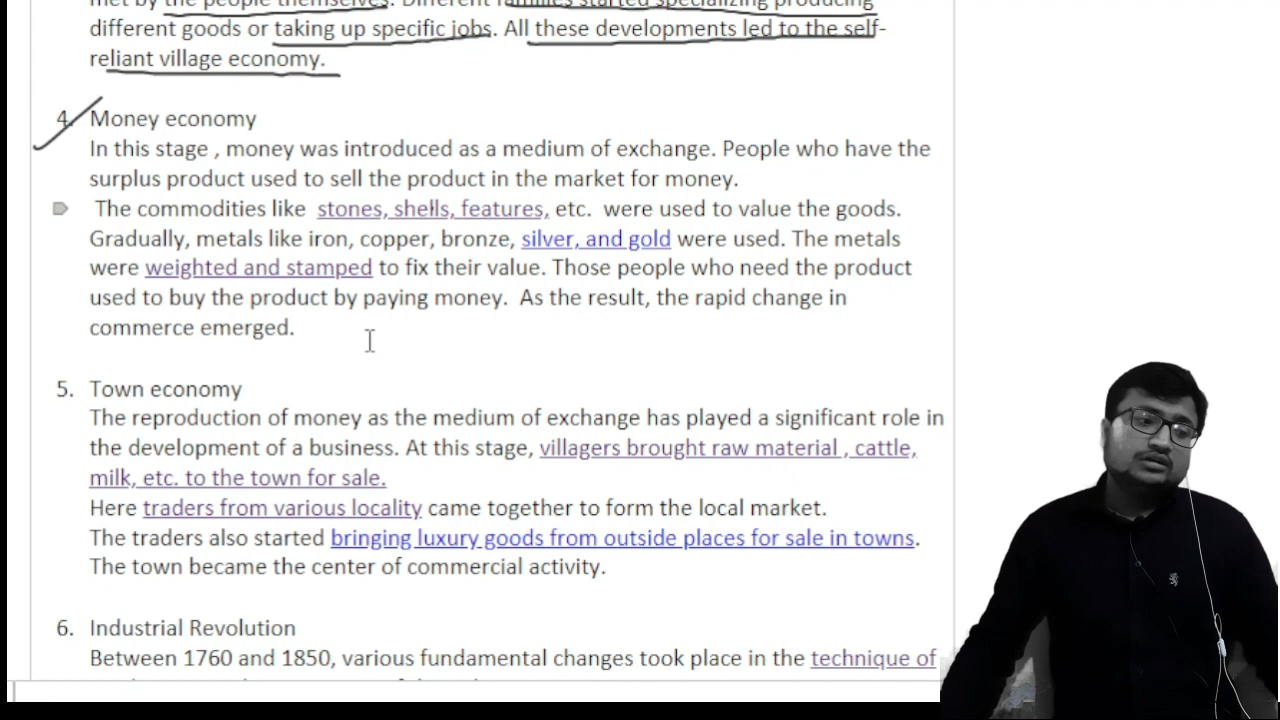 met by the people themselves. Different families started specializing producing
different goods or taking up specific jobs. All these developments led to the self-
reliant village economy.
4. Money economy
In this stage , money was introduced as a medium of exchange. People who have the
surplus product used to sell the product in the market for money.
The commodities like stones, shells, features, etc. were used to value the goods.
Gradually, metals like iron, copper, bronze, silver, and gold were used. The metals
were weighted and stamped to fix their value. Those people who need the product
used to buy the product by paying money. As the result, the rapid change in
commerce emerged.
5. Town economy
The reproduction of money as the medium of exchange has played a significant role in
the development of a business. At this stage, villagers brought raw material , cattle,
milk, etc. to the town for sale.
Here traders from various locality came together to form the local market.
The traders also started bringing luxury goods from outside places for sale in towns.
The town became the center of commercial activity.
6. Industrial Revolution
Between 1760 and 1850, various fundamental changes took place in the technique of